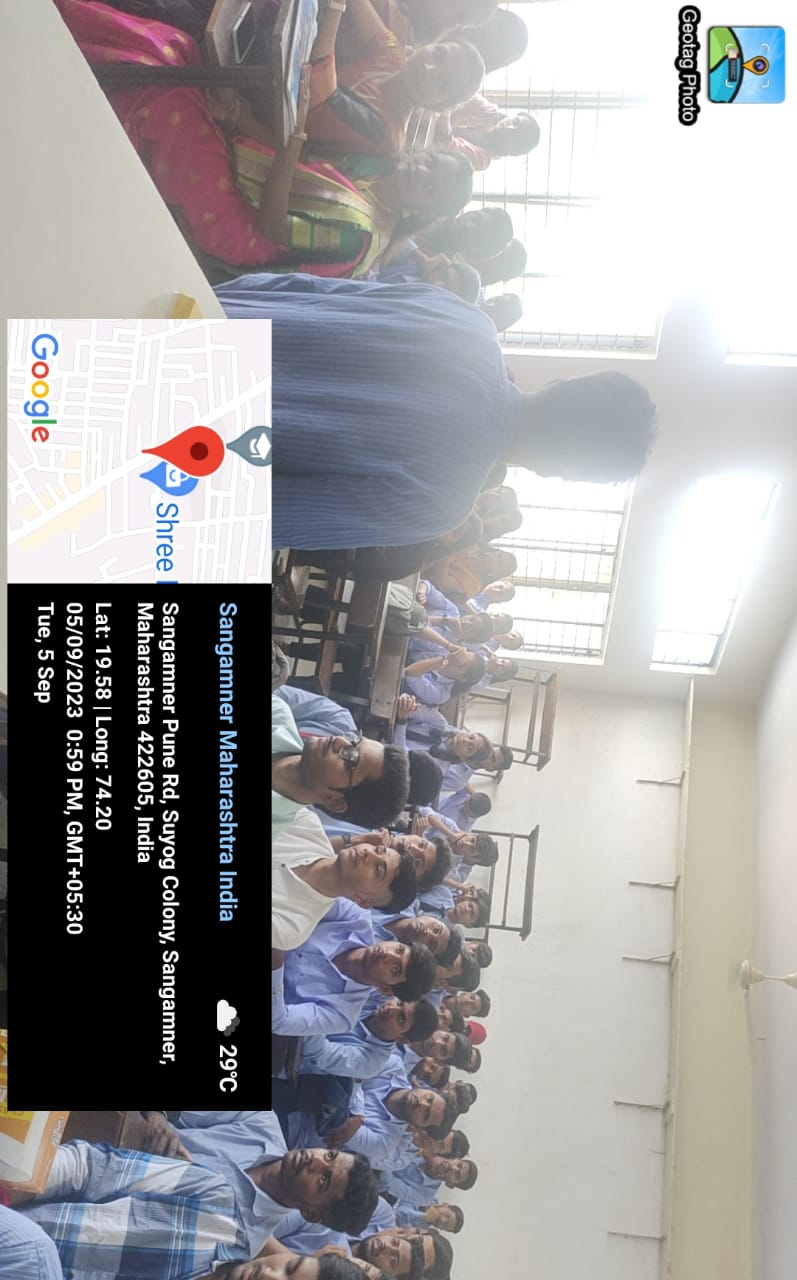 Geotag Photo
Google
Shree
Sangamner Maharashtra India
29°C
Sangamner Pune Rd, Suyog Colony, Sangamner,
Maharashtra 422605, India
Lat: 19.58 | Long: 74.20
05/09/2023 0:59 PM, GMT+05:30
Tue, 5 Sep